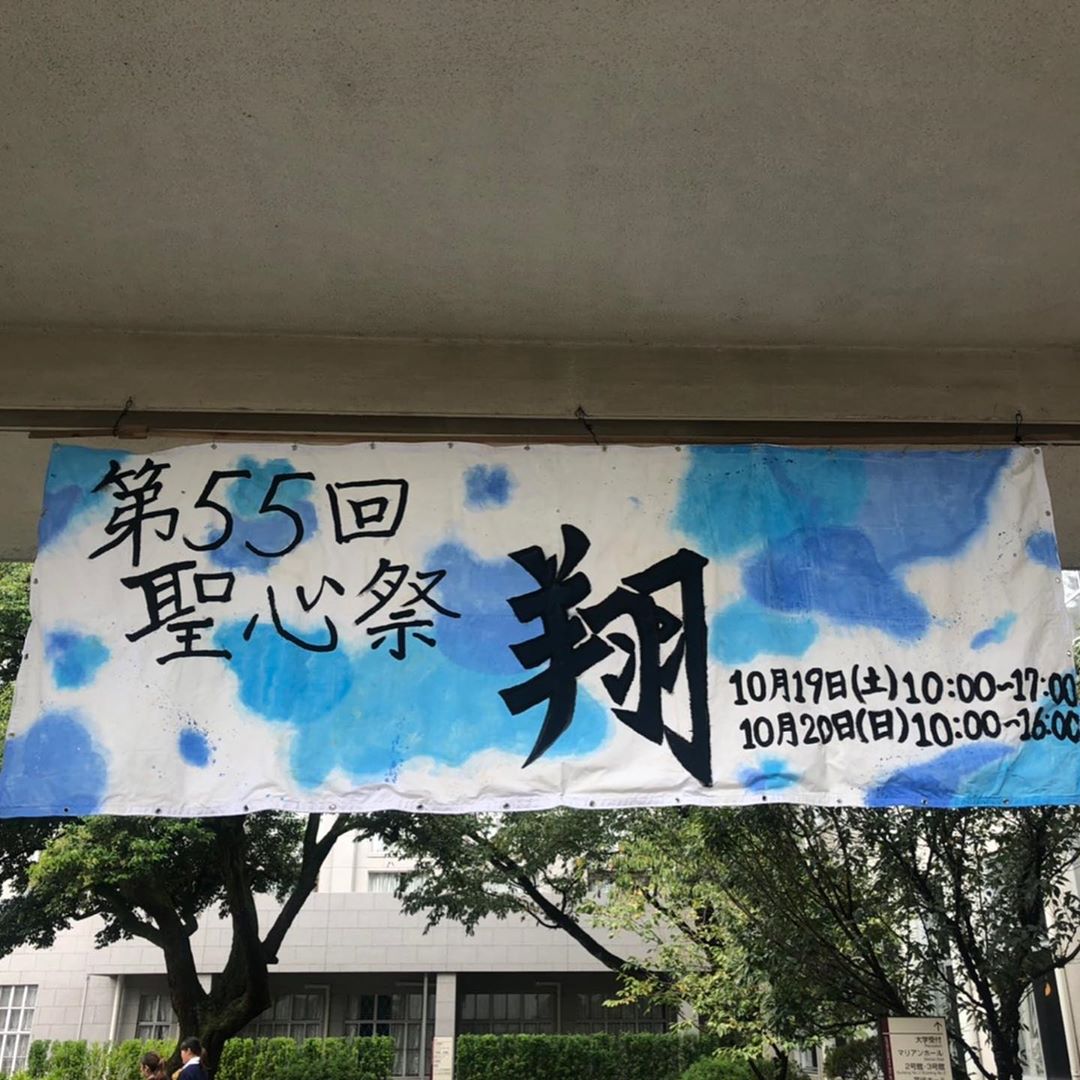 第55回
聖心祭
翔
10月19日(土)10:00~17:00
10月20日(日)10:00~16:00
大学受付
マリアンホール
2号館・3号館